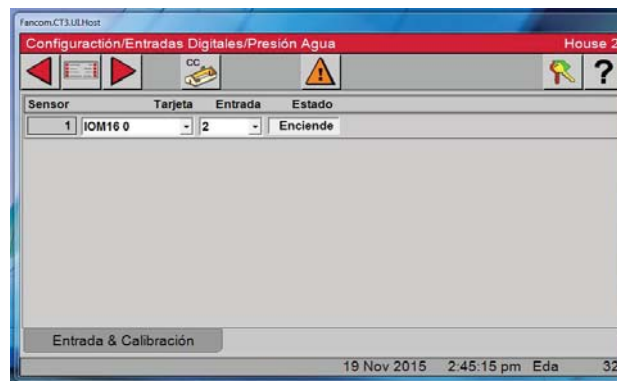 Fancom.CT3.UI.Host
Configuractión/Entradas Digitales/Presión Agua House 2
CC
?
Sensor Tarjeta Entrada Estado
1 IOM16 0 2 Enciende
Entrada & Calibración
19 Nov 2015 2:45:15 pm Eda 32